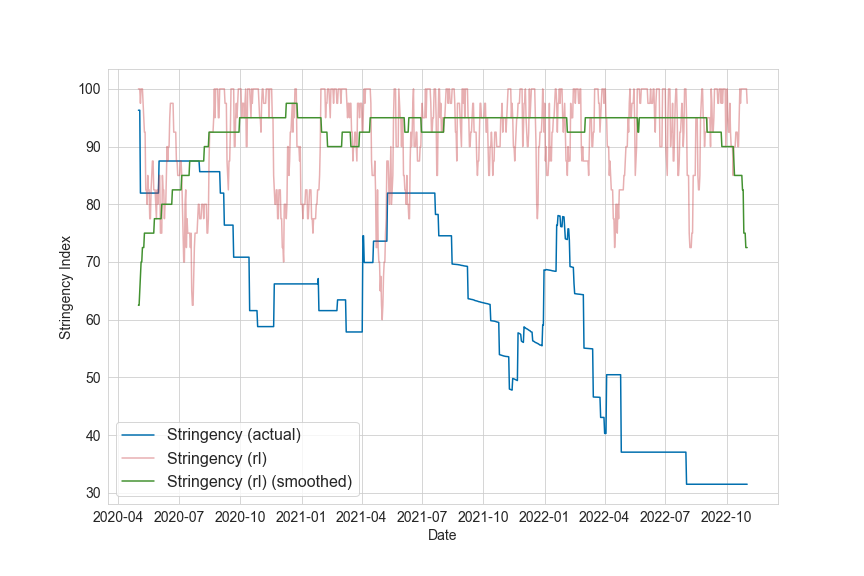 100
90
80
70
60
50
40
30
Stringency Index
Stringency (actual)
Stringency (rl)
Stringency (rl) (smoothed)
2020-04 2020-07 2020-10 2021-01 2021-04 2021-07 2021-10 2022-01 2022-04 2022-07 2022-10
Date